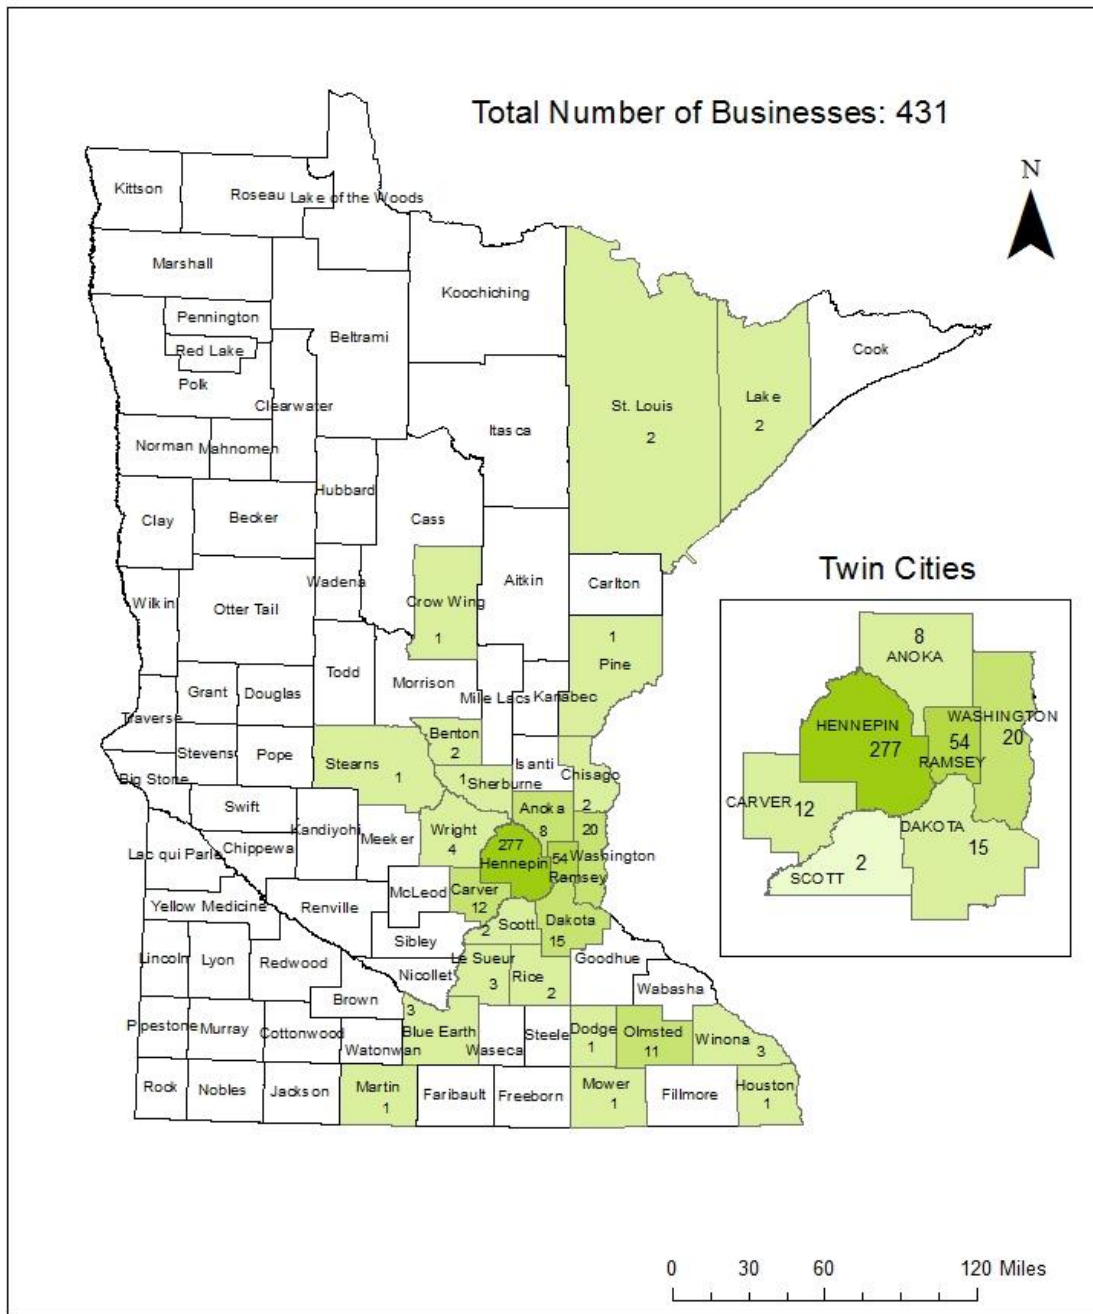 Total Number of Businesses: 431
N
Kittson
Roseau
Lake of the Woods
Marshall
Koochiching
Pennington
Beltrami
Red Lake
Polk
Cook
Clearwater
St. Louis
2
Lake
2
Itasca
Norman
Mahnomen
Hubbard
Clay
Becker
Cass
Wadena
Aitkin
Carlton
Wilkin
Otter Tail
Crow Wing
1
1
Pine
Todd
Morrison
Mille Lacs
Kanabec
Grant
Douglas
Traverse
Stevens
Pope
Benton
2
Isanti
Big Stone
Stearns
1
1
Sherburne
Chisago
2
Swift
Kandiyohi
Meeker
Wright
4
Anoka
8
20
Washington
277
Hennepin
54
Ramsey
Lac qui Parle
Chippewa
McLeod
Carver
12
Yellow Medicine
Renville
Scott
2
Dakota
15
Sibley
Lincoln
Lyon
Redwood
Nicollet
Le Sueur
3
Rice
2
Goodhue
Wabasha
Brown
Pipestone
Murray
Cottonwood
Watonwan
3
Blue Earth
Waseca
Steele
Dodge
1
Olmsted
11
Winona
3
Rock
Nobles
Jackson
Martin
1
Faribault
Freeborn
Mower
1
Fillmore
Houston
1
Twin Cities
8
ANOKA
HENNEPIN
277
54
RAMSEY
WASHINGTON
20
CARVER
12
DAKOTA
15
SCOTT
2
0 30 60 120 Miles